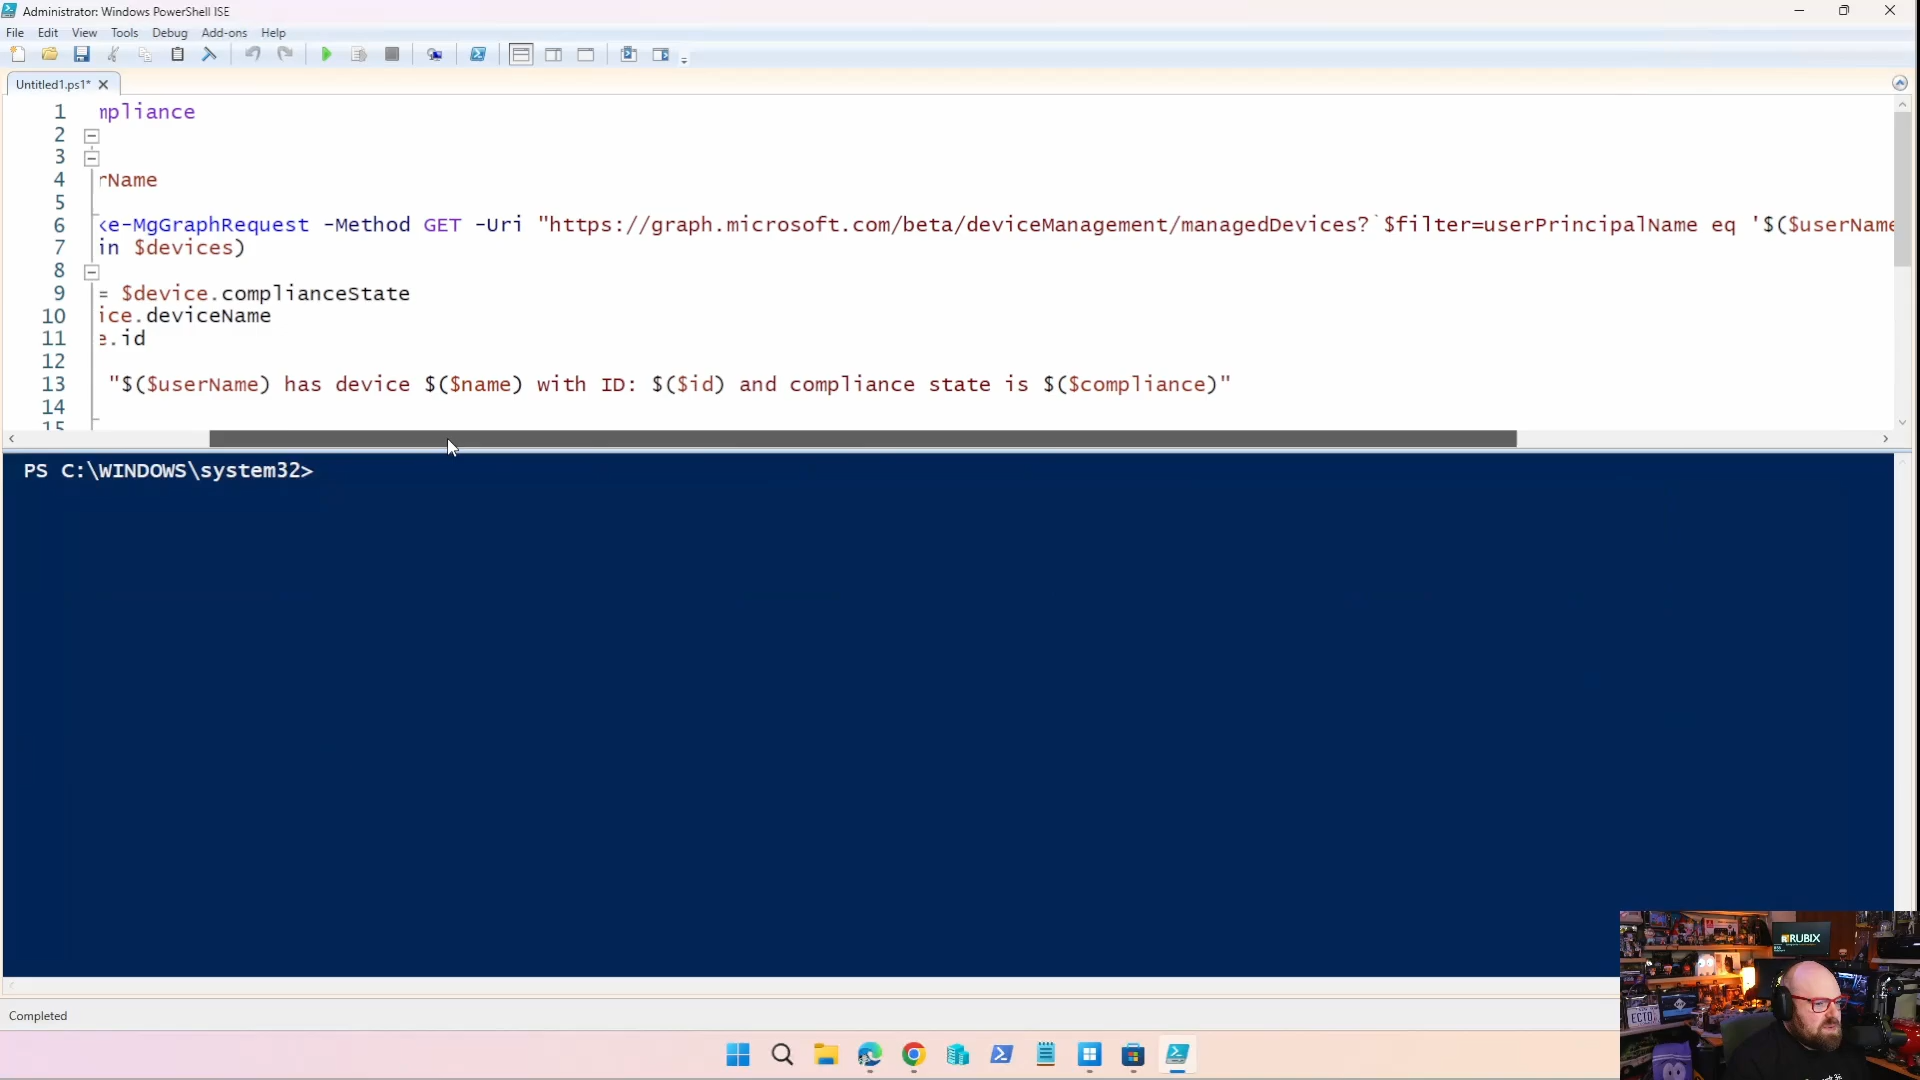 Administrator: Windows PowerShell ISE
File Edit View Tools Debug Add-ons Help
Untitled1.ps1*
1 mpliance
2
3
4 rName
5
6 ke-MgGraphRequest -Method GET -Uri "https://graph.microsoft.com/beta/deviceManagement/managedDevices?`$filter=userPrincipalName eq '$($userName
7 in $devices)
8
9 = $device.complianceState
10 ice.deviceName
11 e.id
12
13 "$($userName) has device $($name) with ID: $($id) and compliance state is $($compliance)"
14
15
PS C:\WINDOWS\system32>
RUBIX
ECTO
Completed